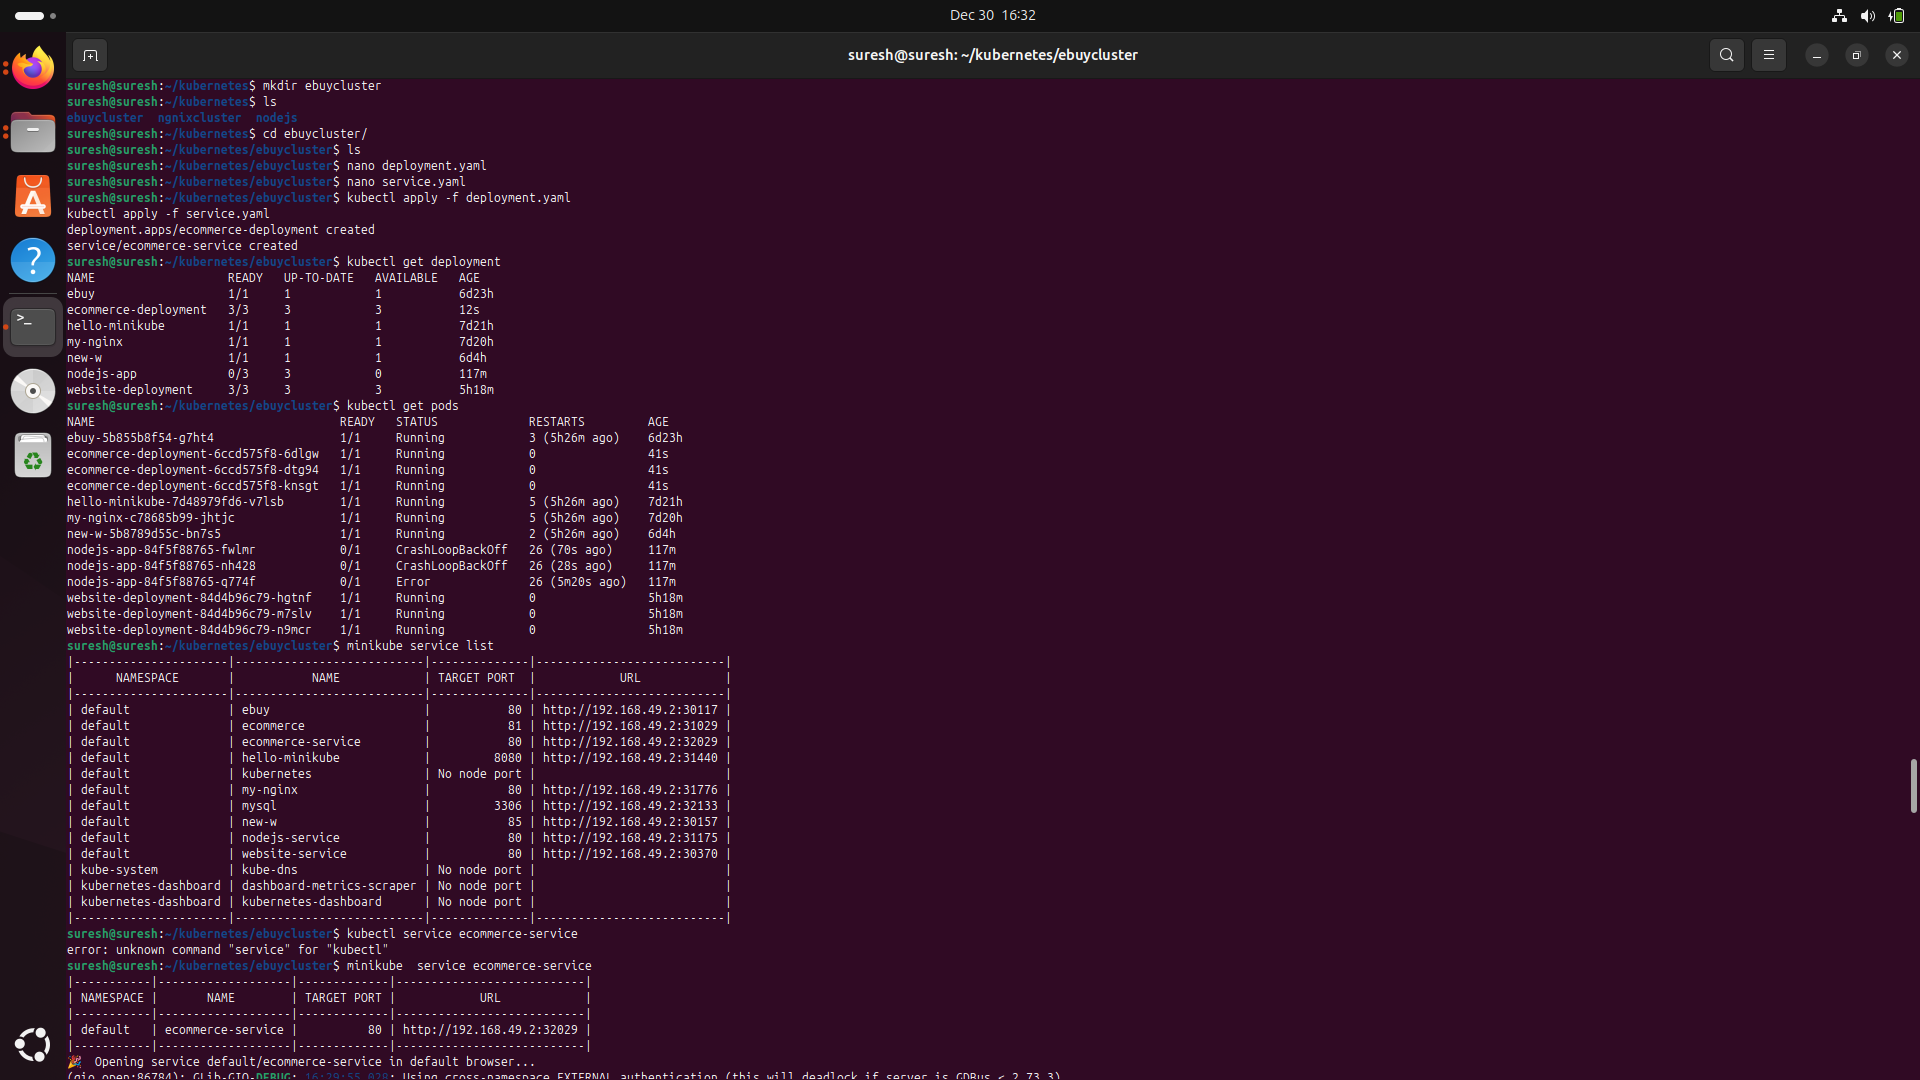 Dec 30 16:32
suresh@suresh: ~/kubernetes/ebuycluster
suresh@suresh:~/kubernetes$ mkdir ebuycluster
suresh@suresh:~/kubernetes$ ls
ebuycluster  ngnixcluster  nodejs
suresh@suresh:~/kubernetes$ cd ebuycluster/
suresh@suresh:~/kubernetes/ebuycluster$ ls
suresh@suresh:~/kubernetes/ebuycluster$ nano deployment.yaml
suresh@suresh:~/kubernetes/ebuycluster$ nano service.yaml
suresh@suresh:~/kubernetes/ebuycluster$ kubectl apply -f deployment.yaml
kubectl apply -f service.yaml
deployment.apps/ecommerce-deployment created
service/ecommerce-service created
suresh@suresh:~/kubernetes/ebuycluster$ kubectl get deployment
NAME                   READY   UP-TO-DATE   AVAILABLE   AGE
ebuy                   1/1     1            1           6d23h
ecommerce-deployment   3/3     3            3           12s
hello-minikube         1/1     1            1           7d21h
my-nginx               1/1     1            1           7d20h
new-w                  1/1     1            1           6d4h
nodejs-app             0/3     3            0           117m
website-deployment     3/3     3            3           5h18m
suresh@suresh:~/kubernetes/ebuycluster$ kubectl get pods
NAME                                   READY   STATUS             RESTARTS         AGE
ebuy-5b855b8f54-g7ht4                  1/1     Running            3 (5h26m ago)    6d23h
ecommerce-deployment-6ccd575f8-6dlgw   1/1     Running            0                41s
ecommerce-deployment-6ccd575f8-dtg94   1/1     Running            0                41s
ecommerce-deployment-6ccd575f8-knsgt   1/1     Running            0                41s
hello-minikube-7d48979fd6-v7lsb        1/1     Running            5 (5h26m ago)    7d21h
my-nginx-c78685b99-jhtjc               1/1     Running            5 (5h26m ago)    7d20h
new-w-5b8789d55c-bn7s5                 1/1     Running            2 (5h26m ago)    6d4h
nodejs-app-84f5f88765-fwlmr            0/1     CrashLoopBackOff   26 (70s ago)     117m
nodejs-app-84f5f88765-nh428            0/1     CrashLoopBackOff   26 (28s ago)     117m
nodejs-app-84f5f88765-q774f            0/1     Error              26 (5m20s ago)   117m
website-deployment-84d4b96c79-hgtnf    1/1     Running            0                5h18m
website-deployment-84d4b96c79-m7slv    1/1     Running            0                5h18m
website-deployment-84d4b96c79-n9mcr    1/1     Running            0                5h18m
suresh@suresh:~/kubernetes/ebuycluster$ minikube service list
|----------------------|---------------------------|--------------|---------------------------|
|      NAMESPACE       |           NAME            | TARGET PORT  |            URL            |
|----------------------|---------------------------|--------------|---------------------------|
| default              | ebuy                      |           80 | http://192.168.49.2:30117 |
| default              | ecommerce                 |           81 | http://192.168.49.2:31029 |
| default              | ecommerce-service         |           80 | http://192.168.49.2:32029 |
| default              | hello-minikube            |         8080 | http://192.168.49.2:31440 |
| default              | kubernetes                | No node port |                           |
| default              | my-nginx                  |           80 | http://192.168.49.2:31776 |
| default              | mysql                     |         3306 | http://192.168.49.2:32133 |
| default              | new-w                     |           85 | http://192.168.49.2:30157 |
| default              | nodejs-service            |           80 | http://192.168.49.2:31175 |
| default              | website-service           |           80 | http://192.168.49.2:30370 |
| kube-system          | kube-dns                  | No node port |                           |
| kubernetes-dashboard | dashboard-metrics-scraper | No node port |                           |
| kubernetes-dashboard | kubernetes-dashboard      | No node port |                           |
|----------------------|---------------------------|--------------|---------------------------|
suresh@suresh:~/kubernetes/ebuycluster$ kubectl service ecommerce-service
error: unknown command "service" for "kubectl"
suresh@suresh:~/kubernetes/ebuycluster$ minikube  service ecommerce-service
|-----------|-------------------|-------------|---------------------------|
| NAMESPACE |       NAME        | TARGET PORT |            URL            |
|-----------|-------------------|-------------|---------------------------|
| default   | ecommerce-service |          80 | http://192.168.49.2:32029 |
|-----------|-------------------|-------------|---------------------------|
🎉  Opening service default/ecommerce-service in default browser...
(gio open:86784): GLib-GIO-DEBUG: 16:29:55.028: Using cross-namespace EXTERNAL authentication (this will deadlock if server is GDBus < 2.73.3)